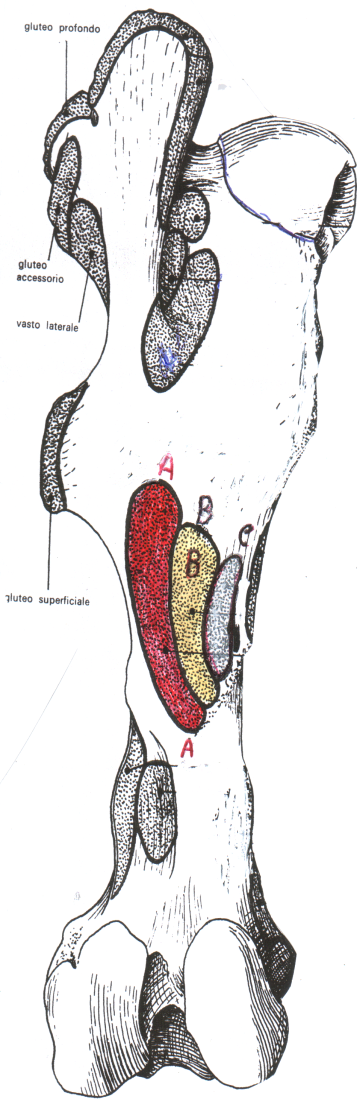 gluteo profondo
gluteo
accessorio
vasto laterale
A
B
C
B
gluteo superficiale
A